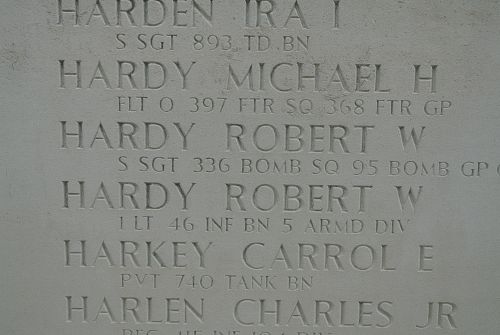 HARDEN IRA I
S SGT 893 TD BN
HARDY MICHAEL H
FLT O 397 FTR SQ 368 FTR GP
HARDY ROBERT W
S SGT 336 BOMB SQ 95 BOMB GP
HARDY ROBERT W
1 LT 46 INF BN 5 ARMD DIV
HARKEY CARROL E
PVT 740 TANK BN
HARLEN CHARLES JR